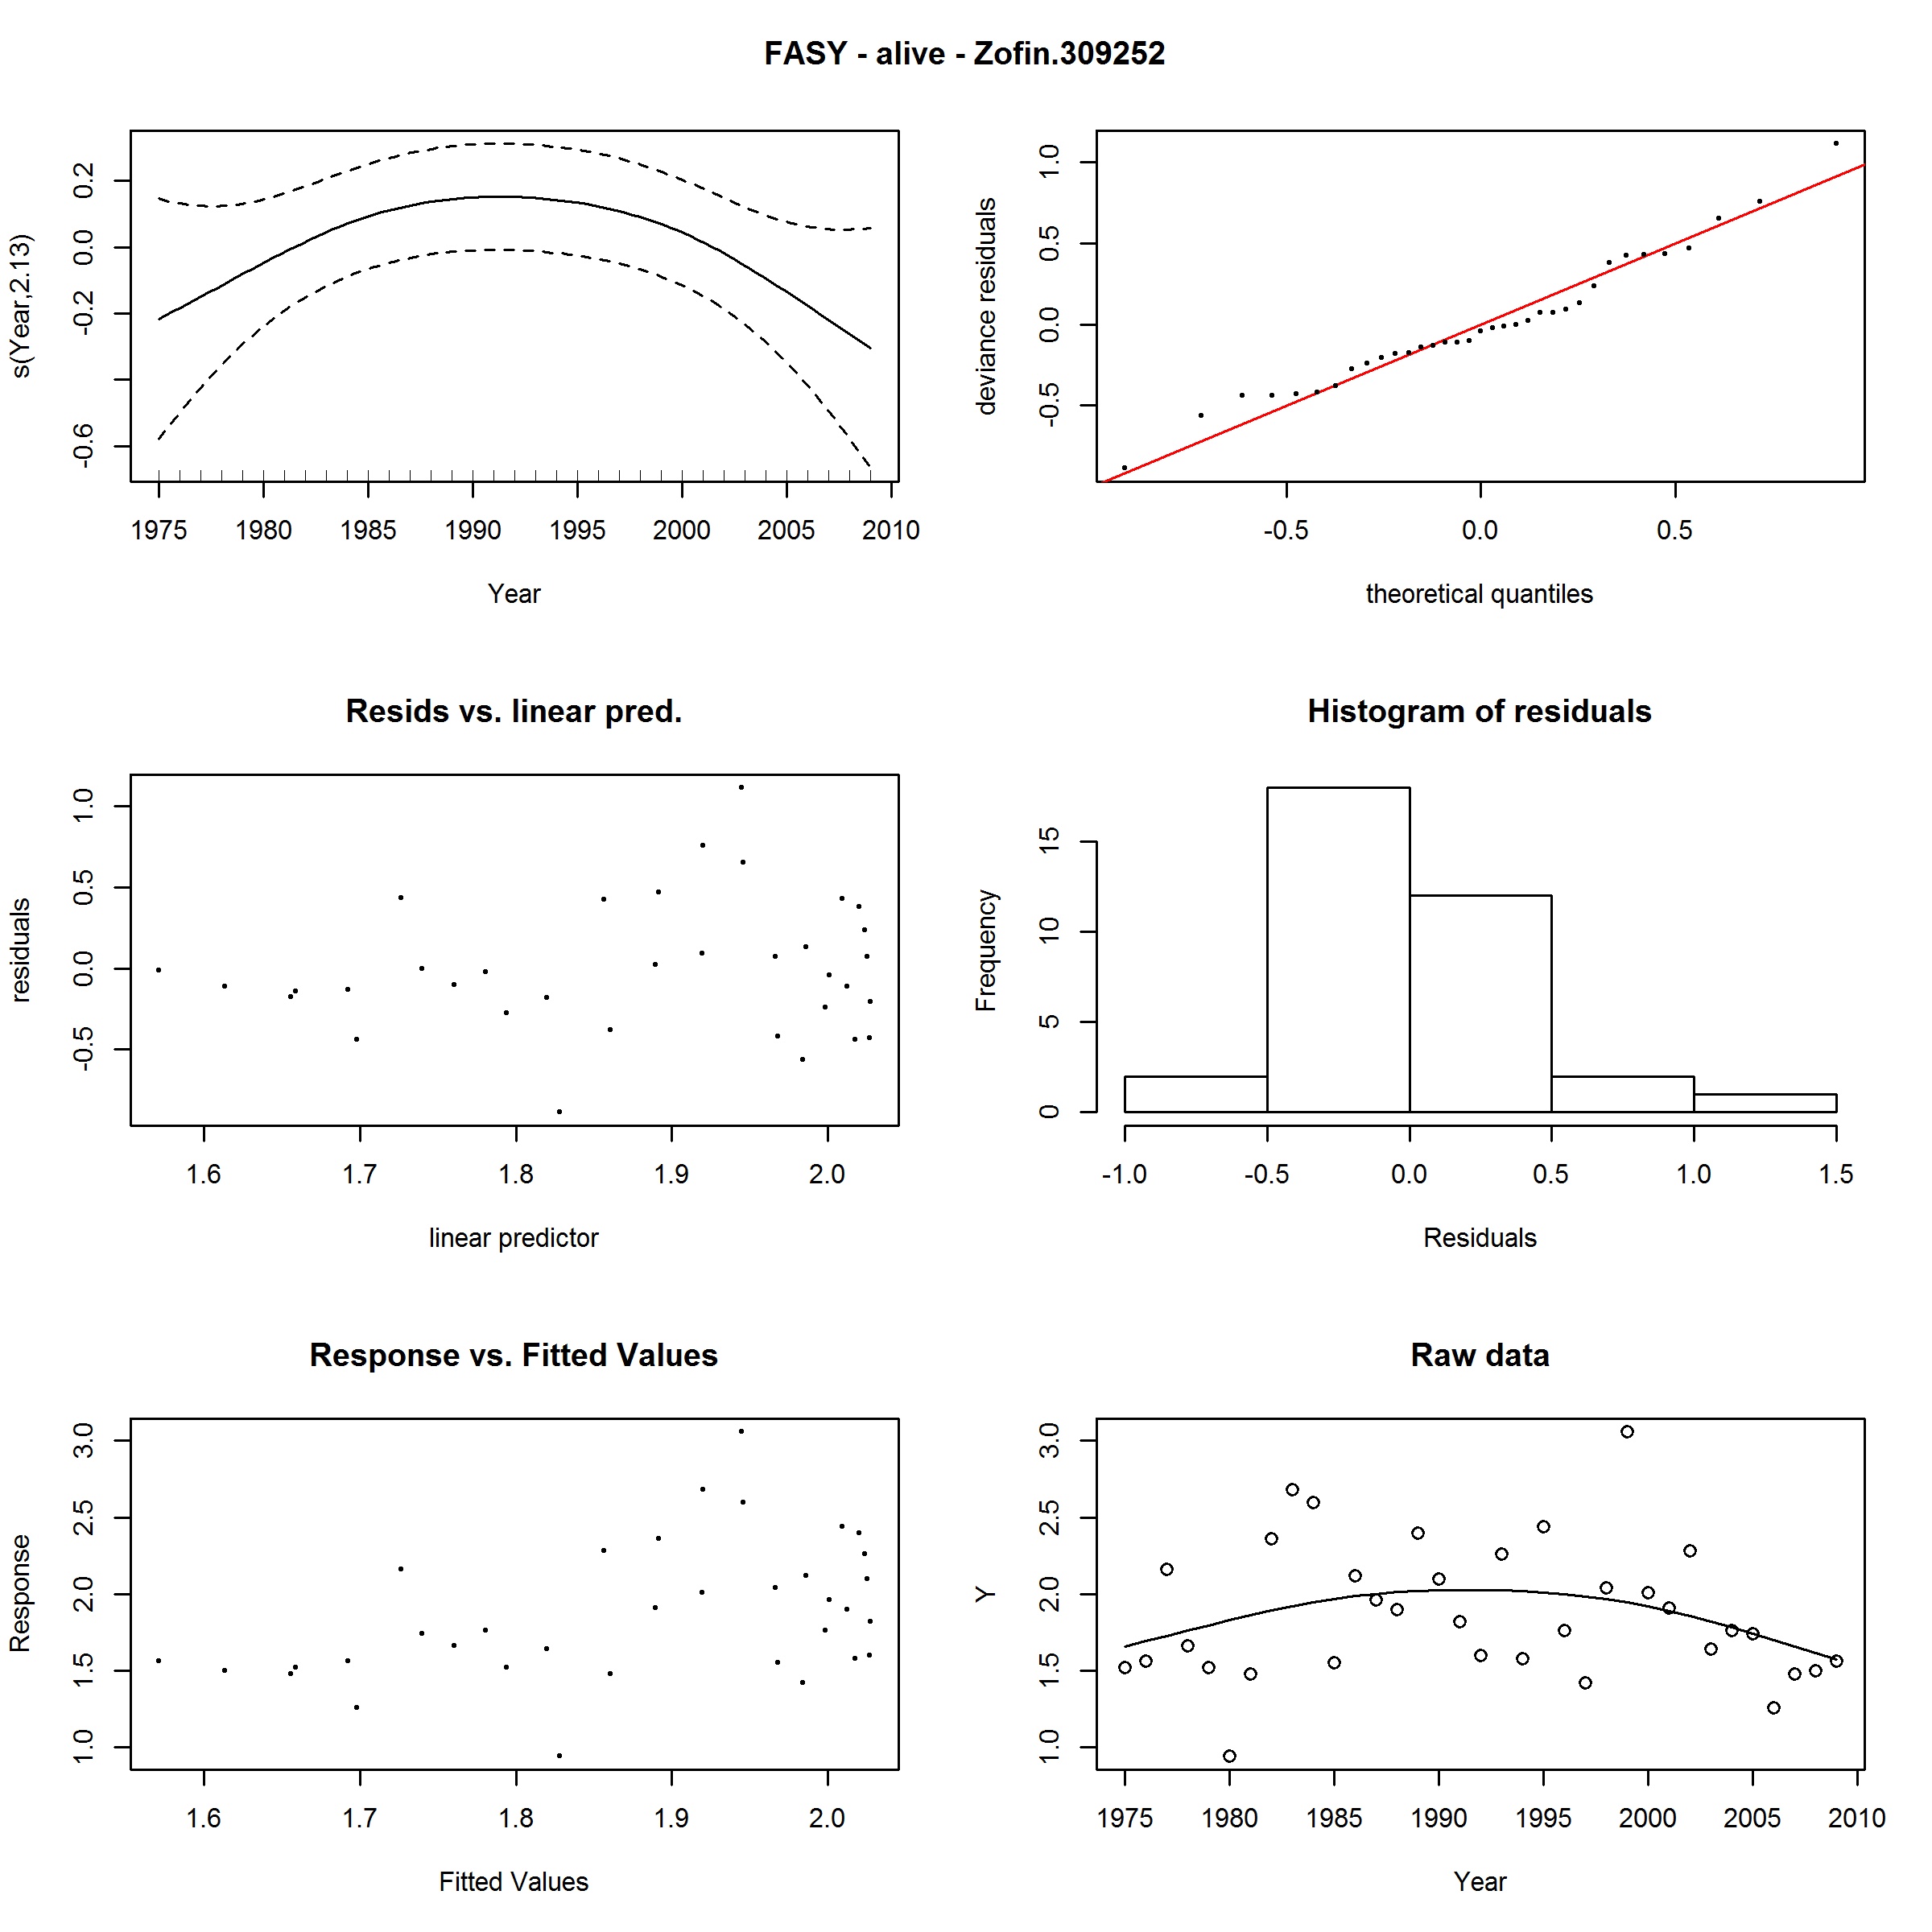 FASY - alive - Zofin.309252
s(Year,2.13)
0.2
0.0
-0.2
-0.6
1975 1980 1985 1990 1995 2000 2005 2010
Year
deviance residuals
1.0
0.5
0.0
-0.5
-0.5 0.0 0.5
theoretical quantiles
Resids vs. linear pred.
residuals
1.0
0.5
0.0
-0.5
1.6 1.7 1.8 1.9 2.0
linear predictor
Histogram of residuals
Frequency
15
10
5
0
-1.0 -0.5 0.0 0.5 1.0 1.5
Residuals
Response vs. Fitted Values
Response
3.0
2.5
2.0
1.5
1.0
1.6 1.7 1.8 1.9 2.0
Fitted Values
Raw data
Y
3.0
2.5
2.0
1.5
1.0
1975 1980 1985 1990 1995 2000 2005 2010
Year